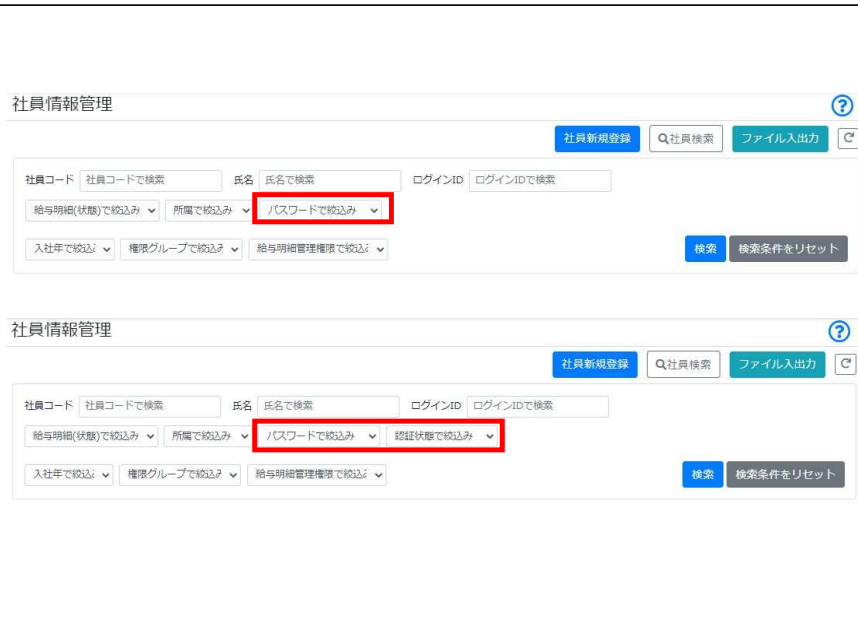 社員情報管理
?
社員新規登録 社員検索 ファイル入出力
社員コード 社員コードで検索 氏名 氏名で検索 ログインID ログインIDで検索
給与明細(状態)で絞込み 所属で絞込み パスワードで絞込み
入社年で絞込 権限グループで絞込み 給与明細管理権限で絞込 検索 検索条件をリセット
社員情報管理
?
社員新規登録 社員検索 ファイル入出力
社員コード 社員コードで検索 氏名 氏名で検索 ログインID ログインIDで検索
給与明細(状態)で絞込み 所属で絞込み パスワードで絞込み 認証状態で絞込み
入社年で絞込 権限グループで絞込み 給与明細管理権限で絞込 検索 検索条件をリセット